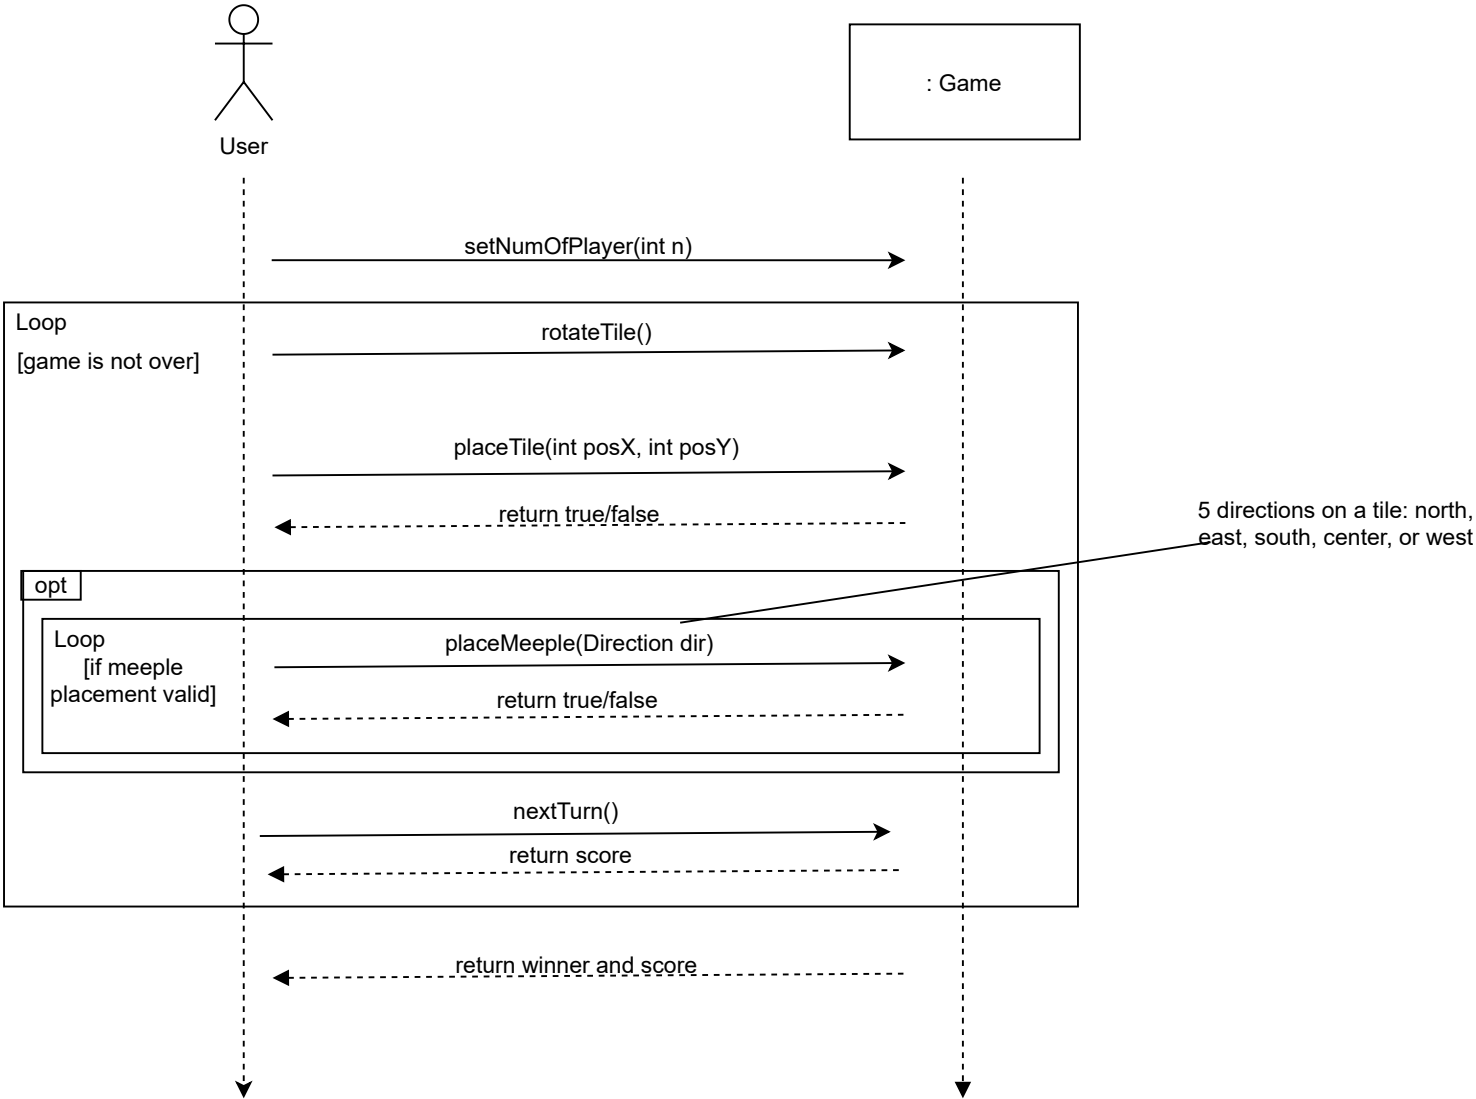 User
: Game
setNumOfPlayer(int n)
Loop
rotateTile()
[game is not over]
placeTile(int posX, int posY)
return true/false
5 directions on a tile: north,
east, south, center, or west
opt
Loop
[if meeple
placement valid]
placeMeeple(Direction dir)
return true/false
nextTurn()
return score
return winner and score